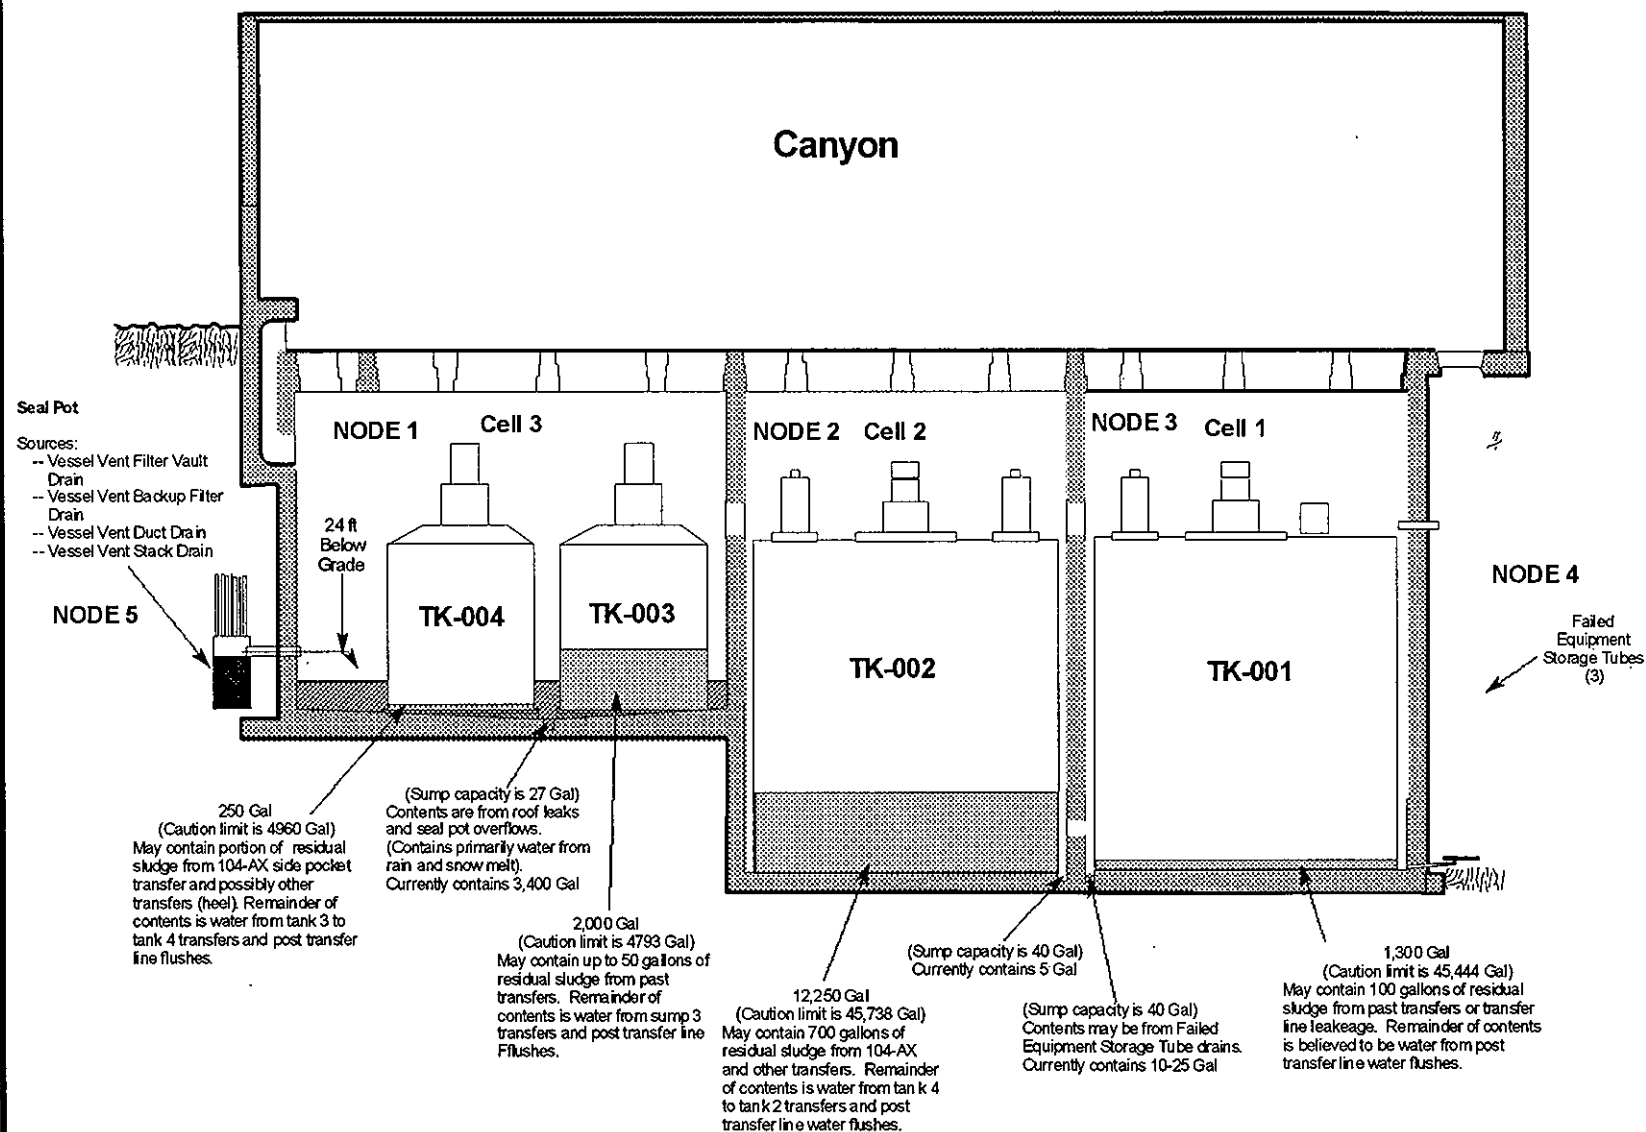 Canyon
Seal Pot
Sources:
-- Vessel Vent Filter Vault
Drain
-- Vessel Vent Backup Filter
Drain
-- Vessel Vent Duct Drain
-- Vessel Vent Stack Drain
NODE 5
24 ft
Below
Grade
NODE 1
Cell 3
TK-004
TK-003
NODE 2
Cell 2
TK-002
NODE 3
Cell 1
TK-001
NODE 4
Failed
Equipment
Storage Tubes
(3)
250 Gal
(Caution limit is 4960 Gal)
May contain portion of residual
sludge from 104-AX side pocket
transfer and possibly other
transfers (heel). Remainder of
contents is water from tank 3 to
tank 4 transfers and post transfer
line flushes.
(Sump capacity is 27 Gal)
Contents are from roof leaks
and seal pot overflows.
(Contains primarily water from
rain and snow melt).
Currently contains 3,400 Gal
2,000 Gal
(Caution limit is 4793 Gal)
May contain up to 50 gallons of
residual sludge from past
transfers. Remainder of
contents is water from sump 3
transfers and post transfer line
Fflushes.
12,250 Gal
(Caution limit is 45,738 Gal)
May contain 700 gallons of
residual sludge from 104-AX
and other transfers. Remainder
of contents is water from tank 4
to tank 2 transfers and post
transfer line water flushes.
(Sump capacity is 40 Gal)
Currently contains 5 Gal
(Sump capacity is 40 Gal)
Contents may be from Failed
Equipment Storage Tube drains.
Currently contains 10-25 Gal
1,300 Gal
(Caution limit is 45,444 Gal)
May contain 100 gallons of residual
sludge from past transfers or transfer
line leakeage. Remainder of contents
is believed to be water from post
transfer line water flushes.